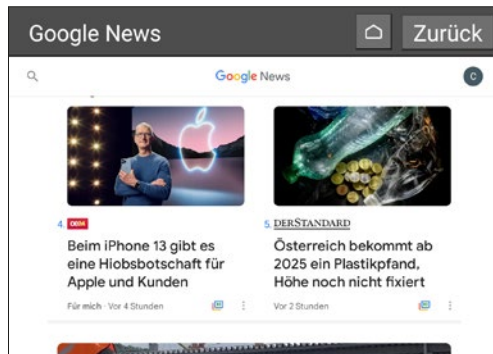 Google News
Zurück
Google News
C
4. OE24
Beim iPhone 13 gibt es
eine Hiobsbotschaft für
Apple und Kunden
Für mich · Vor 4 Stunden
5. DERSTANDARD
Österreich bekommt ab
2025 ein Plastikpfand,
Höhe noch nicht fixiert
Vor 2 Stunden